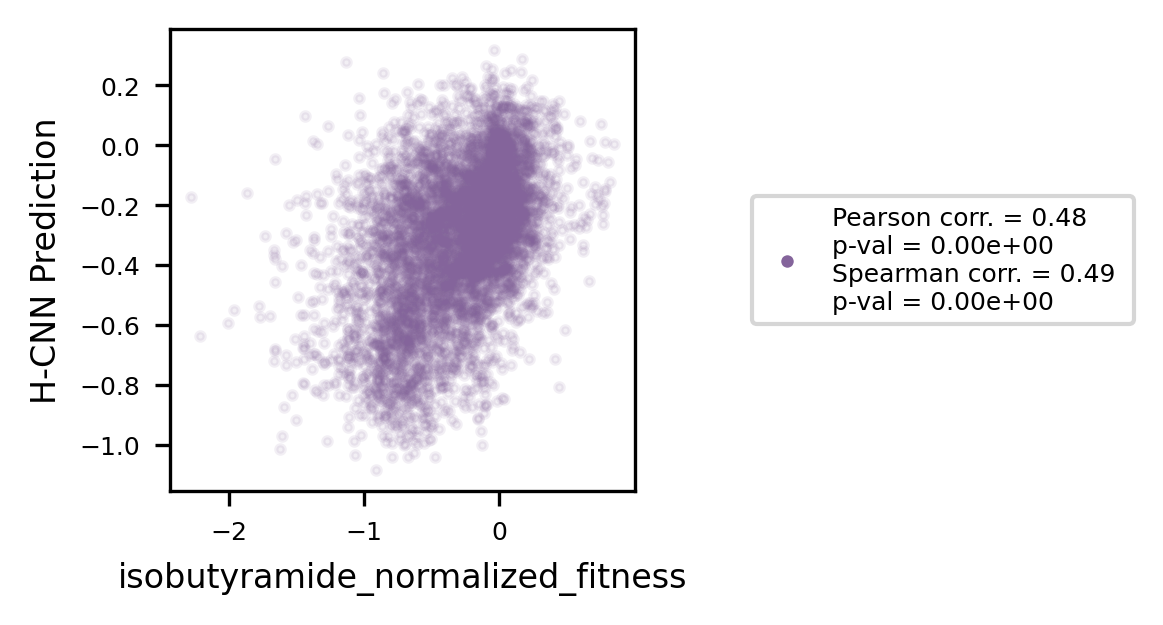 H-CNN Prediction
0.2
0.0
−0.2
−0.4
−0.6
−0.8
−1.0
−2
−1
0
isobutyramide_normalized_fitness
Pearson corr. = 0.48
p-val = 0.00e+00
Spearman corr. = 0.49
p-val = 0.00e+00